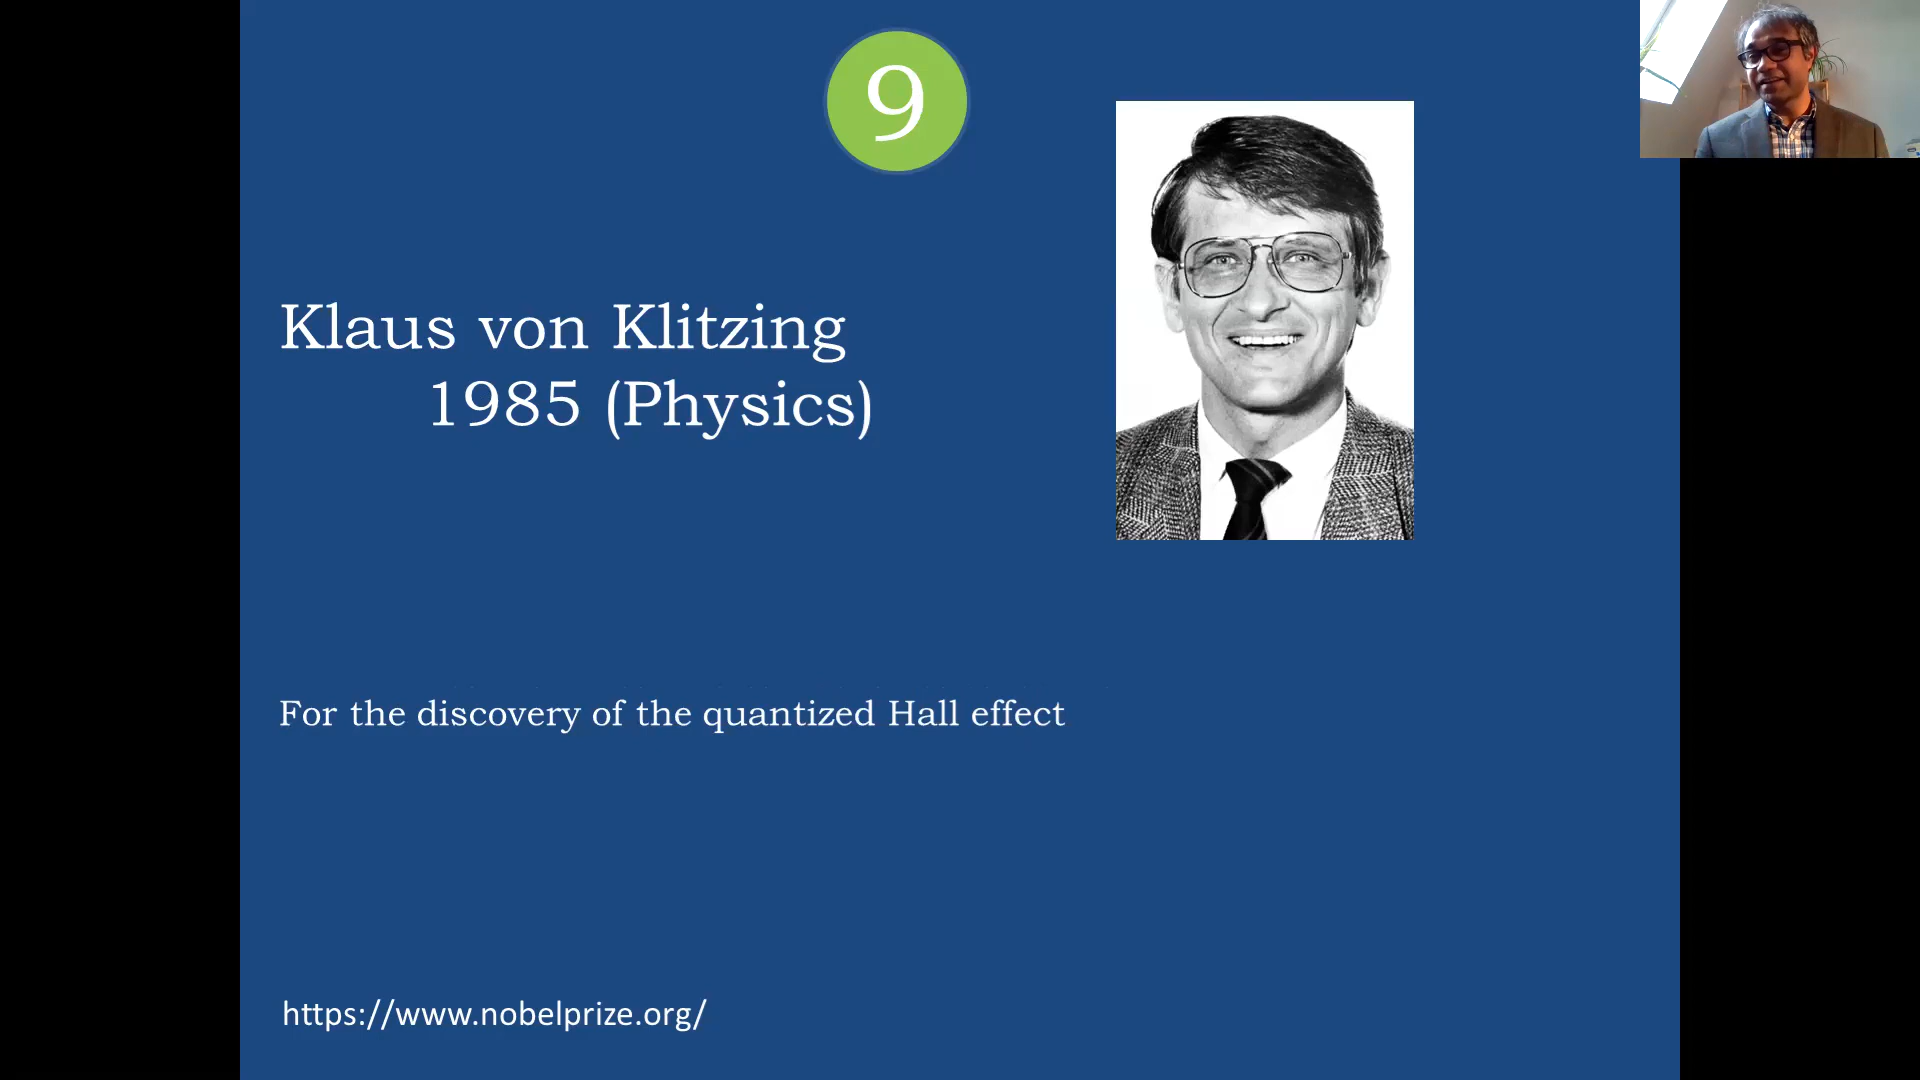 9
Klaus von Klitzing
1985 (Physics)
For the discovery of the quantized Hall effect
https://www.nobelprize.org/